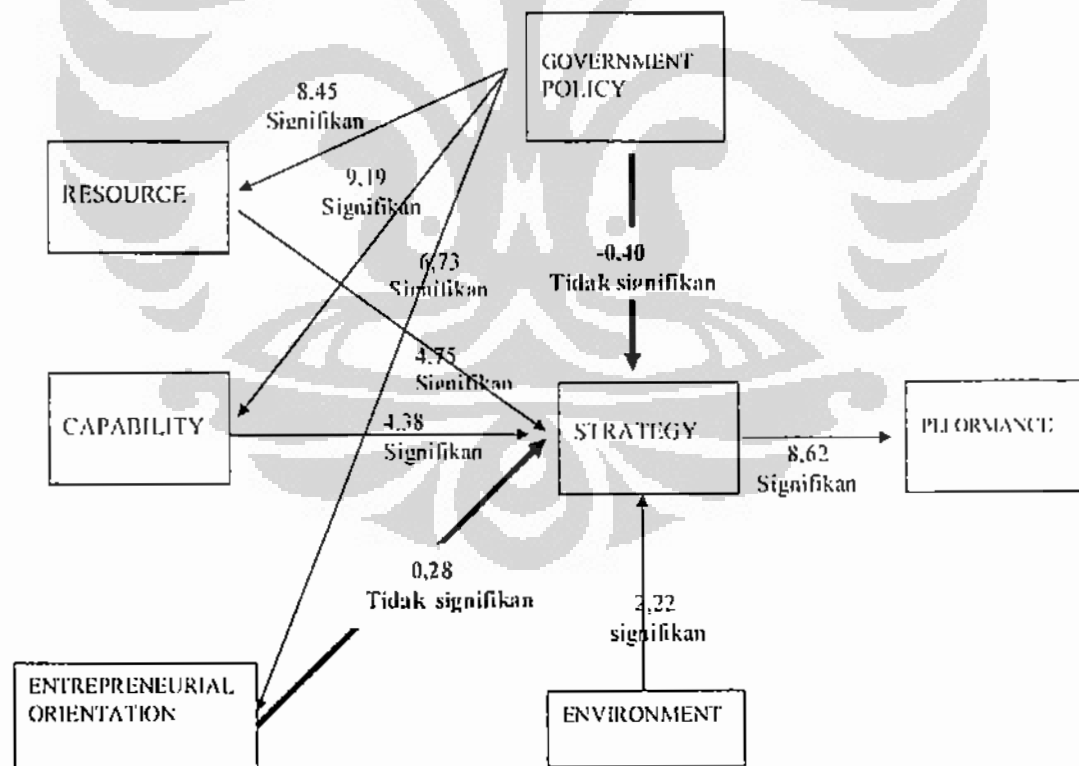 GOVERNMENT
POLICY
8.45
Signifikan
RESOURCE
9,19
Signifikan
6,73
Signifikan
-0,40
Tidak signifikan
4,75
Signifikan
CAPABILITY
4.38
Signifikan
STRATEGY
8,62
Signifikan
0,28
Tidak signifikan
2,22
signifikan
ENTREPRENEURIAL
ORIENTATION
ENVIRONMENT